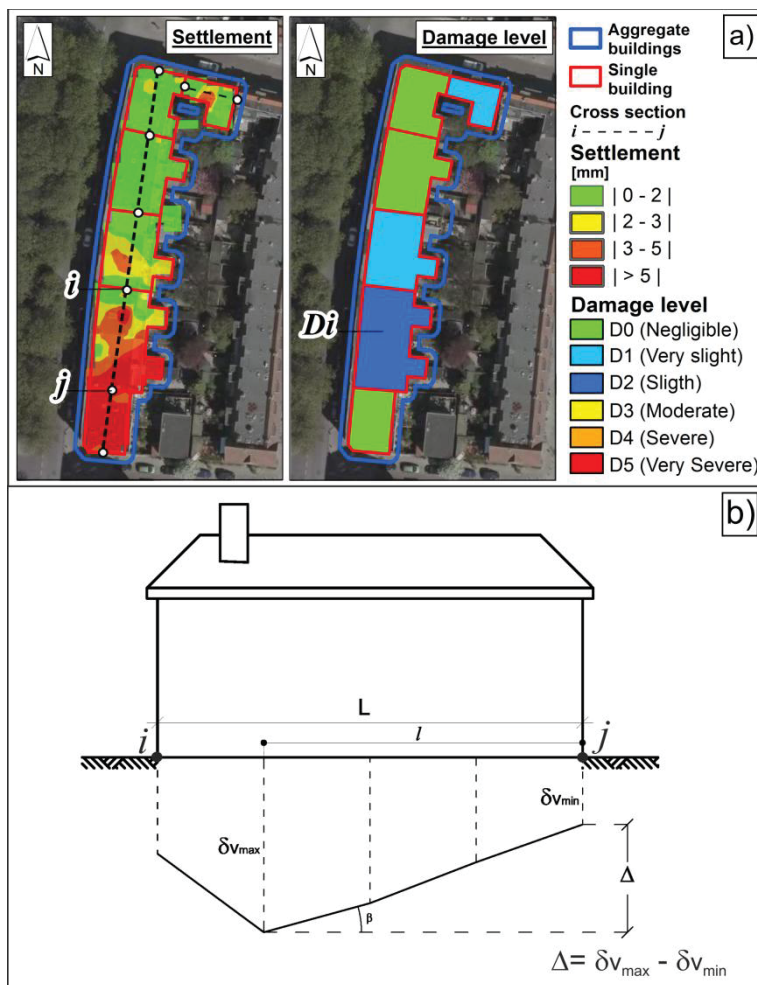 Settlement
Damage level
a)
N
N
Aggregate
buildings
Single
building
Cross section
i - - - - - j
Settlement
[mm]
| 0 - 2 |
| 2 - 3 |
| 3 - 5 |
| > 5 |
Damage level
D0 (Negligible)
D1 (Very slight)
D2 (Sligth)
D3 (Moderate)
D4 (Severe)
D5 (Very Severe)
i
j
Di
b)
L
l
i
j
δvmin
δvmax
Δ
β
Δ= δvmax - δvmin